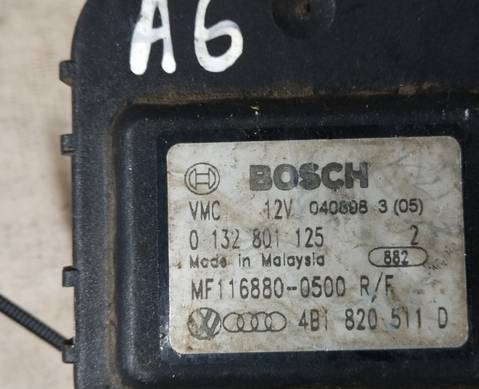 A6
BOSCH
VMC 12V 040898 3 (05)
0 132 801 125 2
Made in Malaysia 882
MF116880-0500 R/F
4B1 820 511 D